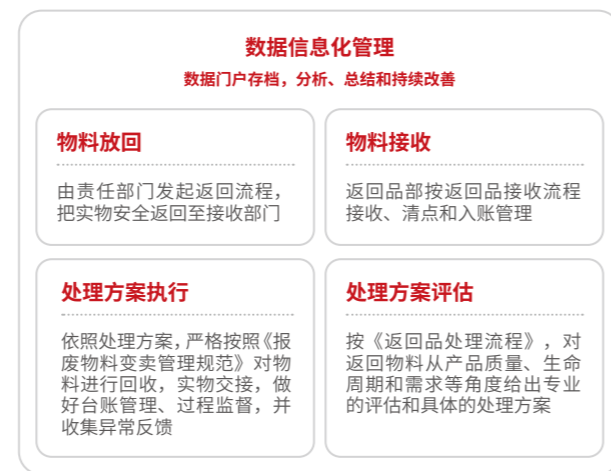 数据信息化管理
数据门户存档，分析、总结和持续改善
物料放回
由责任部门发起返回流程，
把实物安全返回至接收部门
物料接收
返回品部按返回品接收流程
接收、清点和入账管理
处理方案执行
依照处理方案，严格按照《报
废物料变卖管理规范》对物
料进行回收，实物交接，做
好台账管理、过程监督，并
收集异常反馈
处理方案评估
按《返回品处理流程》，对
返回物料从产品质量、生命
周期和需求等角度给出专业
的评估和具体的处理方案